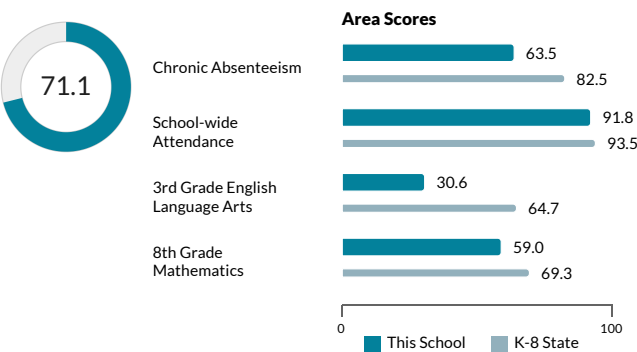 Area Scores
71.1
Chronic Absenteeism
63.5
82.5
School-wide
Attendance
91.8
93.5
3rd Grade English
Language Arts
30.6
64.7
8th Grade
Mathematics
59.0
69.3
0
100
This School
K-8 State